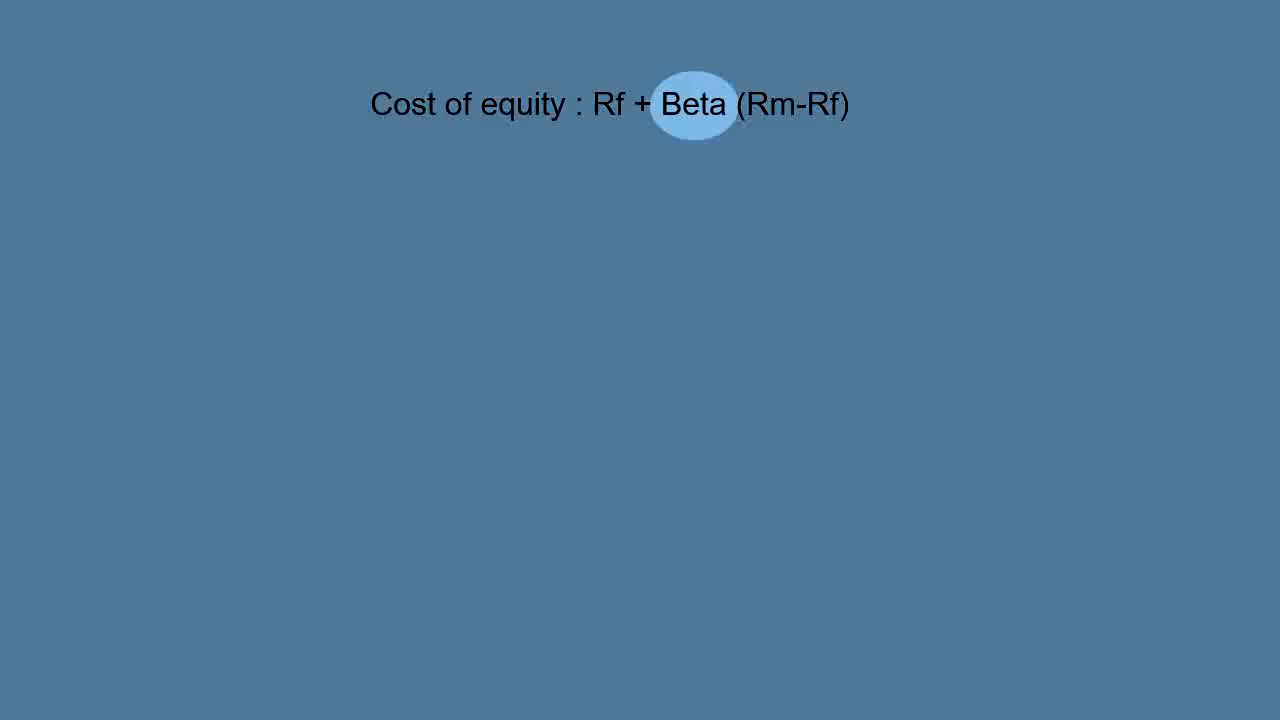 Cost of equity : Rf + Beta (Rm-Rf)